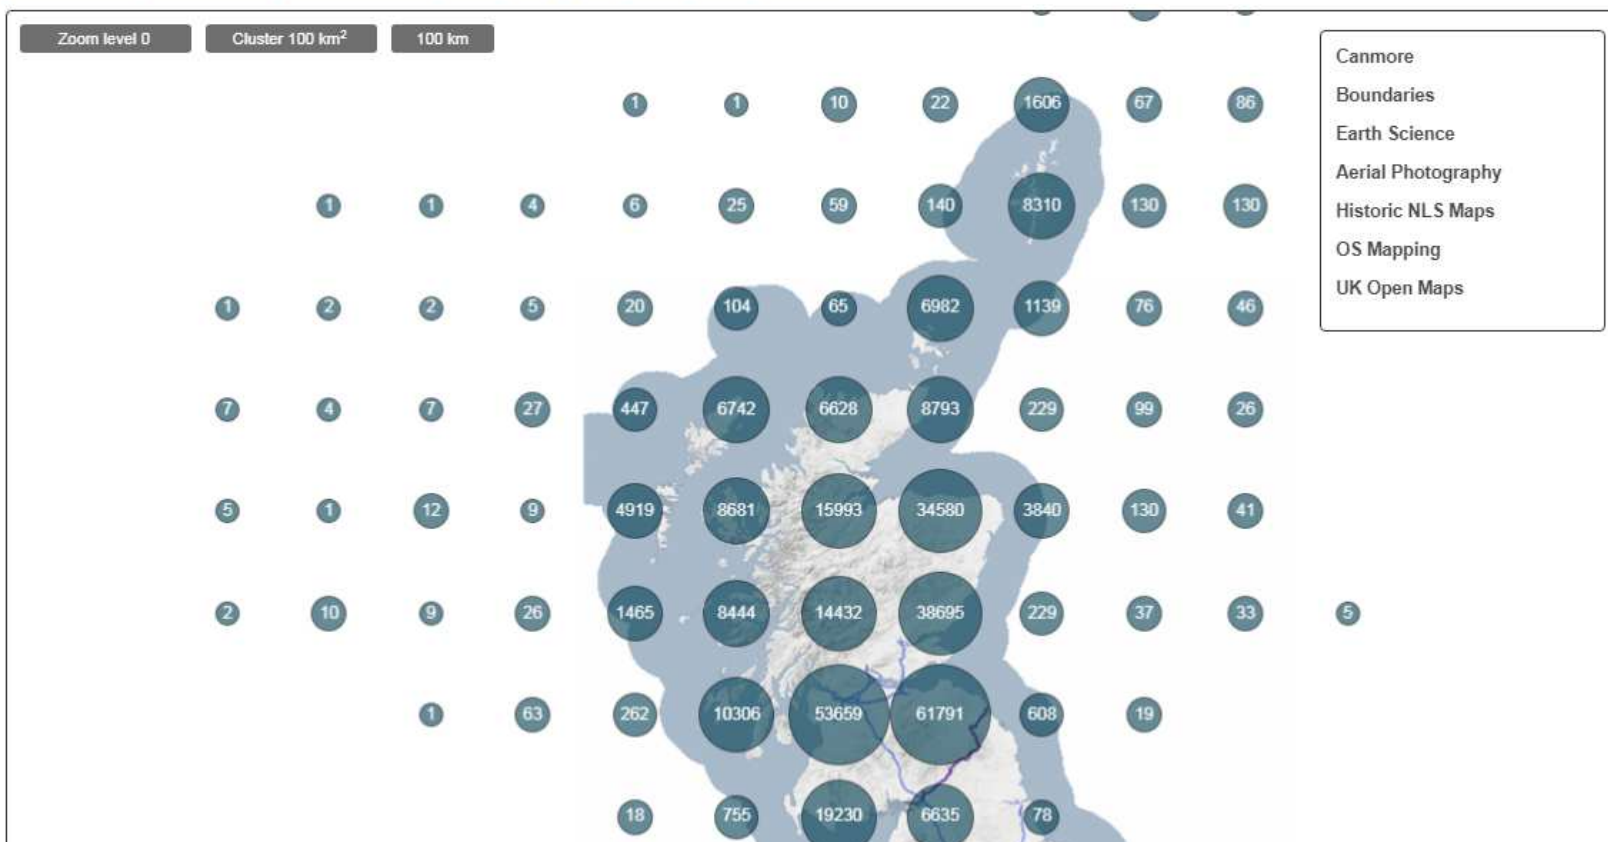 Zoom level 0 Cluster 100 km² 100 km
Canmore
Boundaries
Earth Science
Aerial Photography
Historic NLS Maps
OS Mapping
UK Open Maps
1 1 10 22 1606 67 86
1 1 4 6 25 59 140 8310 130 130
1 2 2 5 20 104 65 6982 1139 76 46
7 4 7 27 447 6742 6628 8793 229 99 26
5 1 12 9 4919 8681 15993 34580 3840 130 41
2 10 9 26 1465 8444 14432 38695 229 37 33 5
1 63 262 10306 53659 61791 608 19
18 755 19230 6635 78